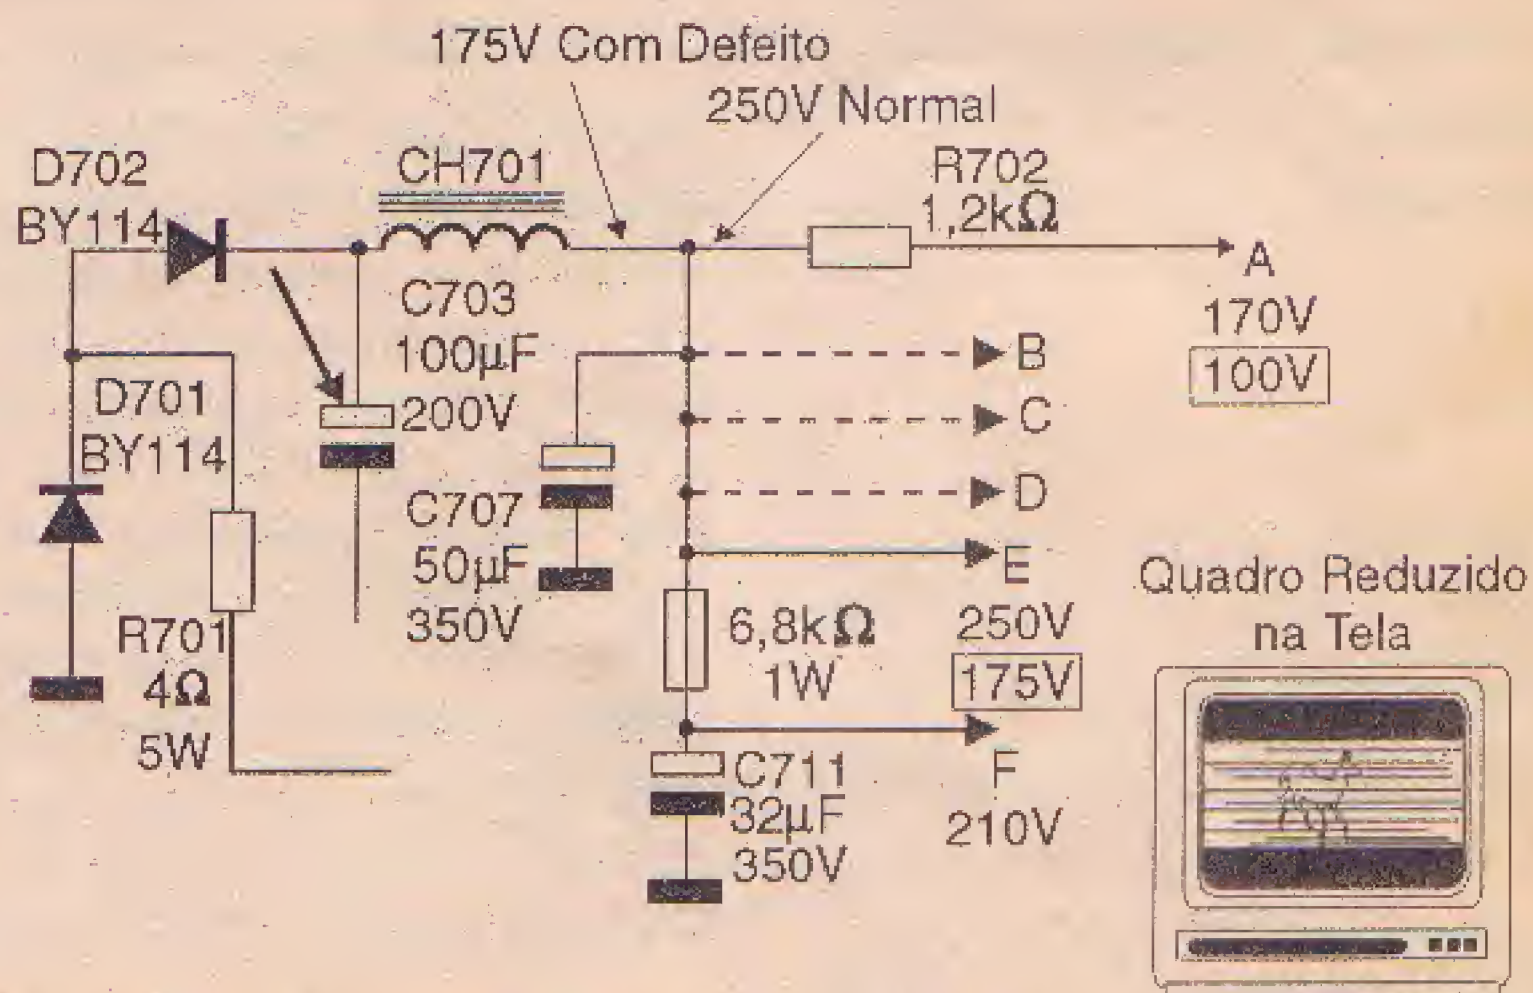 175V Com Defeito
250V Normal
D702
BY114
CH701
R702
1,2kΩ
A
170V
100V
C703
100µF
200V
B
C
D701
BY114
D
C707
50µF
350V
E
250V
175V
R701
4Ω
5W
6,8kΩ
1W
F
210V
C711
32µF
350V
Quadro Reduzido
na Tela